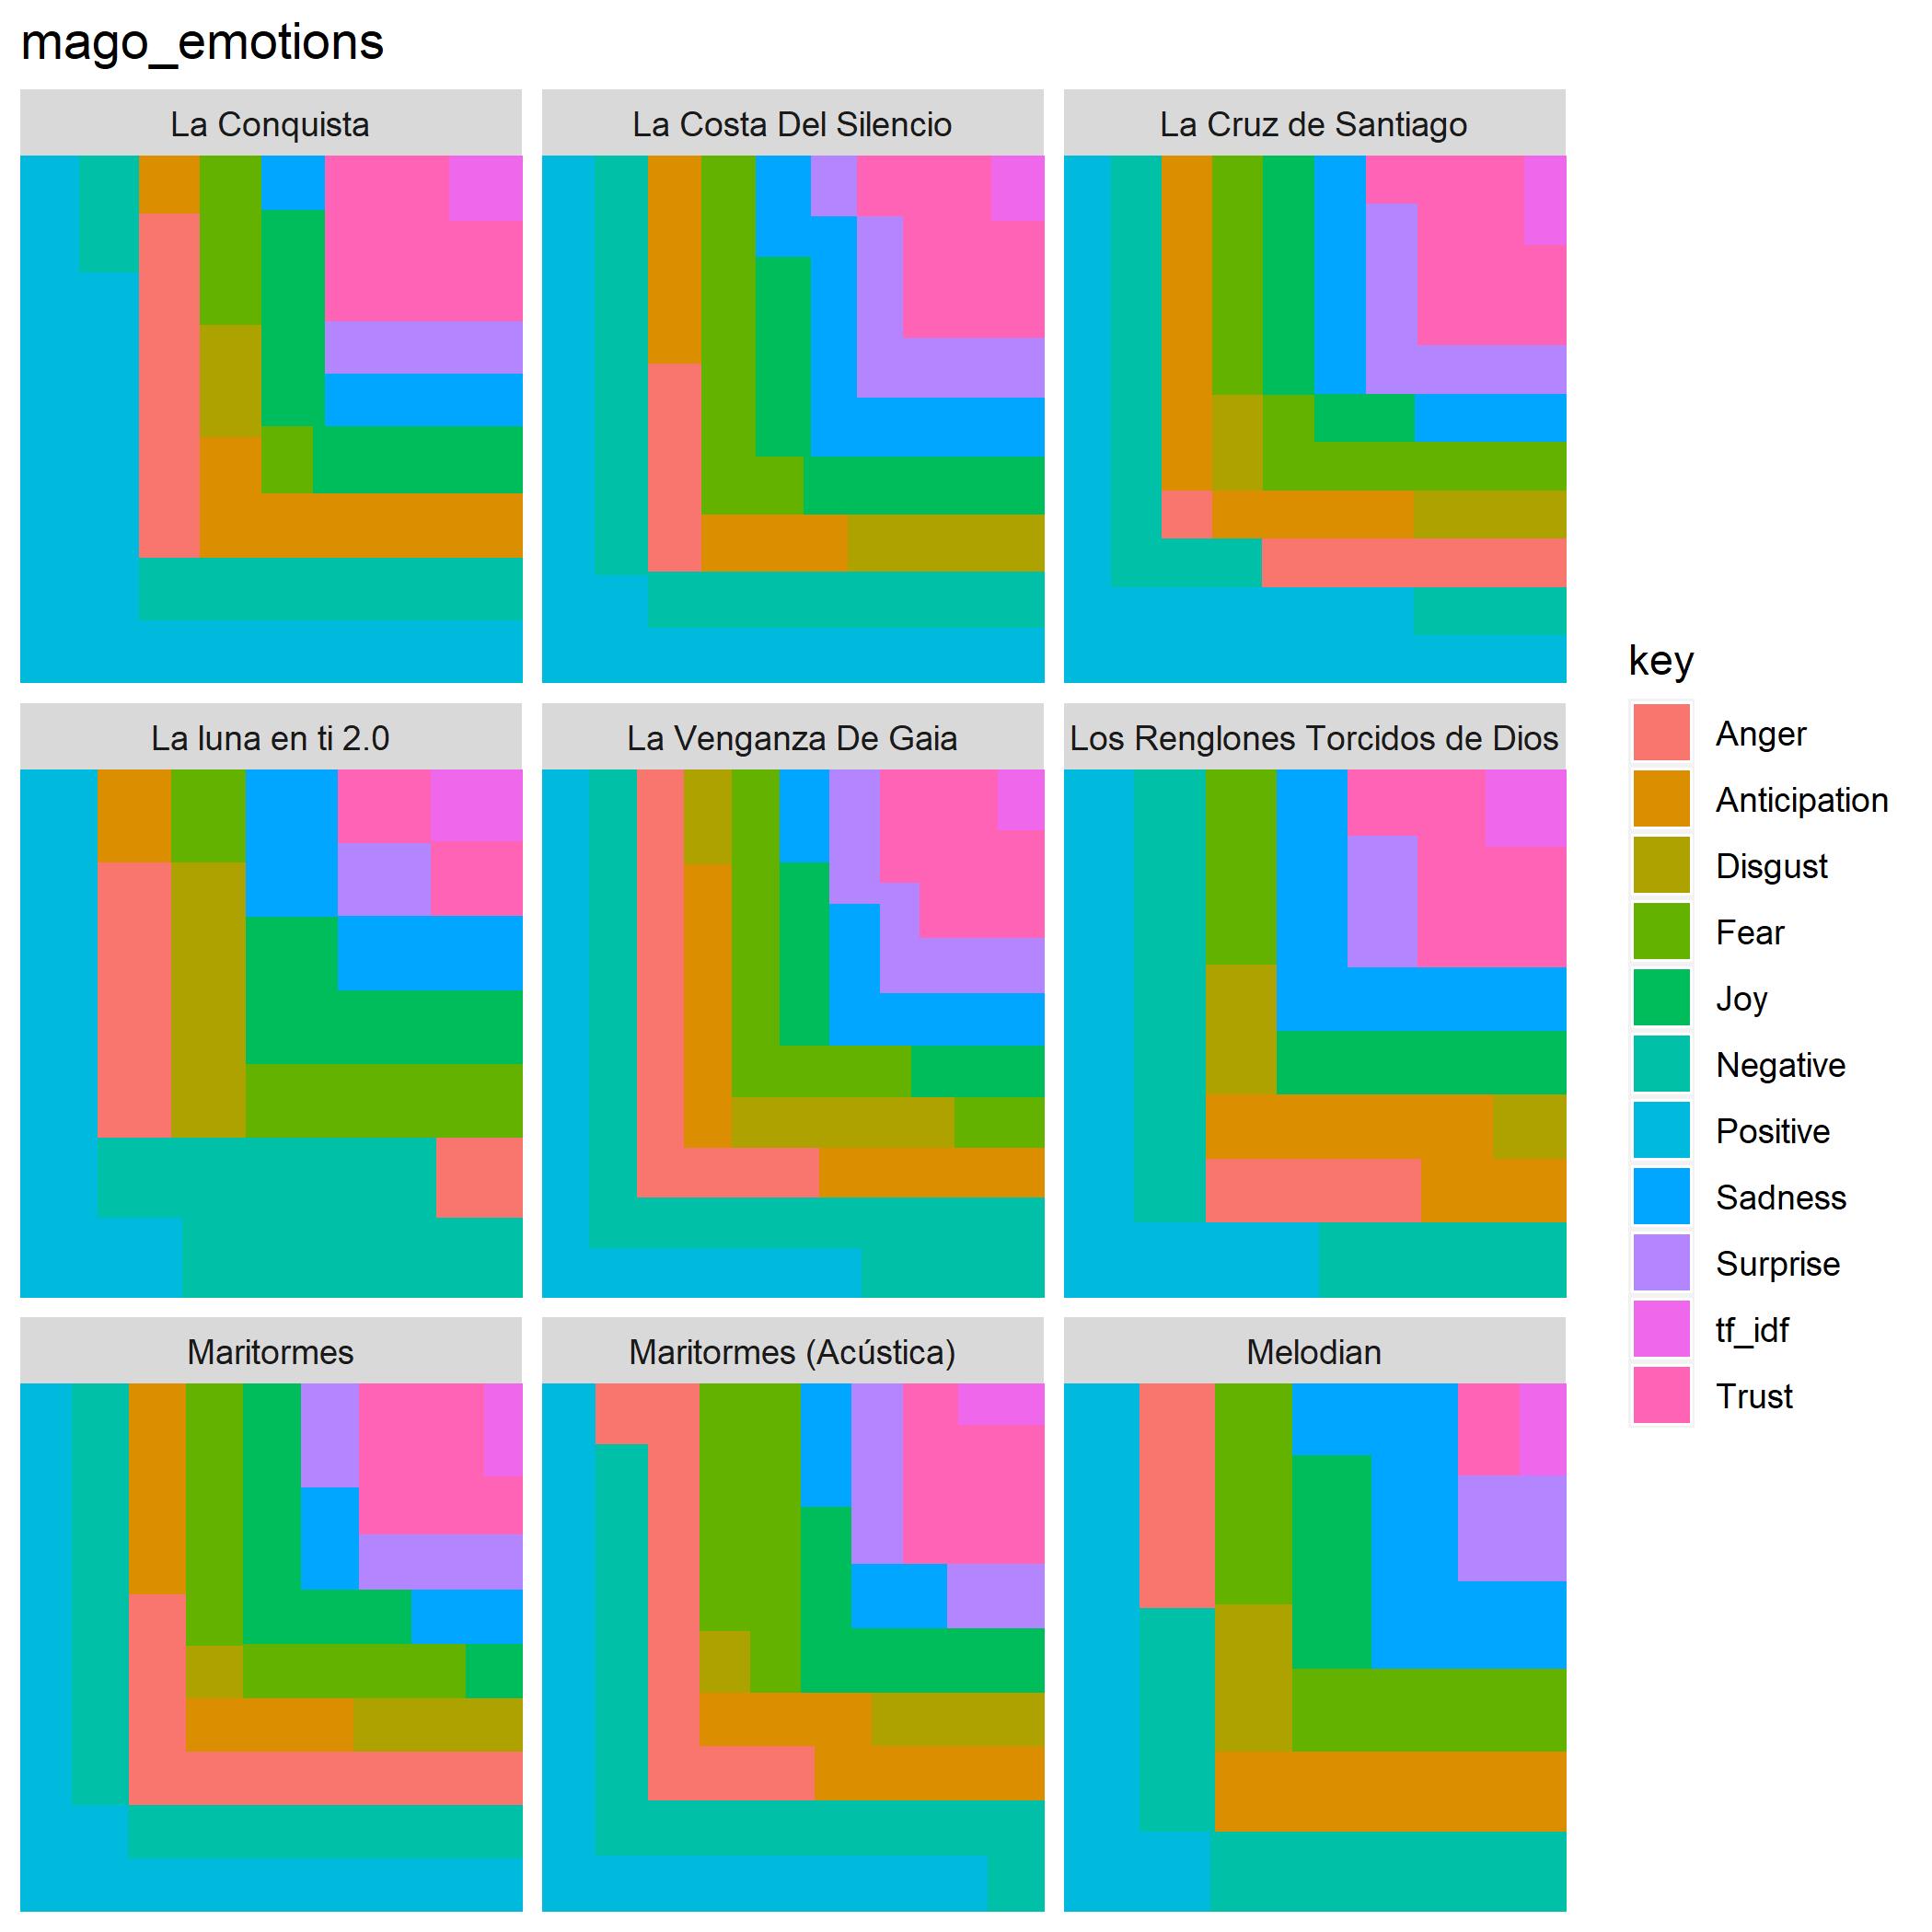 mago_emotions
La Conquista
La Costa Del Silencio
La Cruz de Santiago
La luna en ti 2.0
La Venganza De Gaia
Los Renglones Torcidos de Dios
Maritormes
Maritormes (Acústica)
Melodian
key
Anger
Anticipation
Disgust
Fear
Joy
Negative
Positive
Sadness
Surprise
tf_idf
Trust